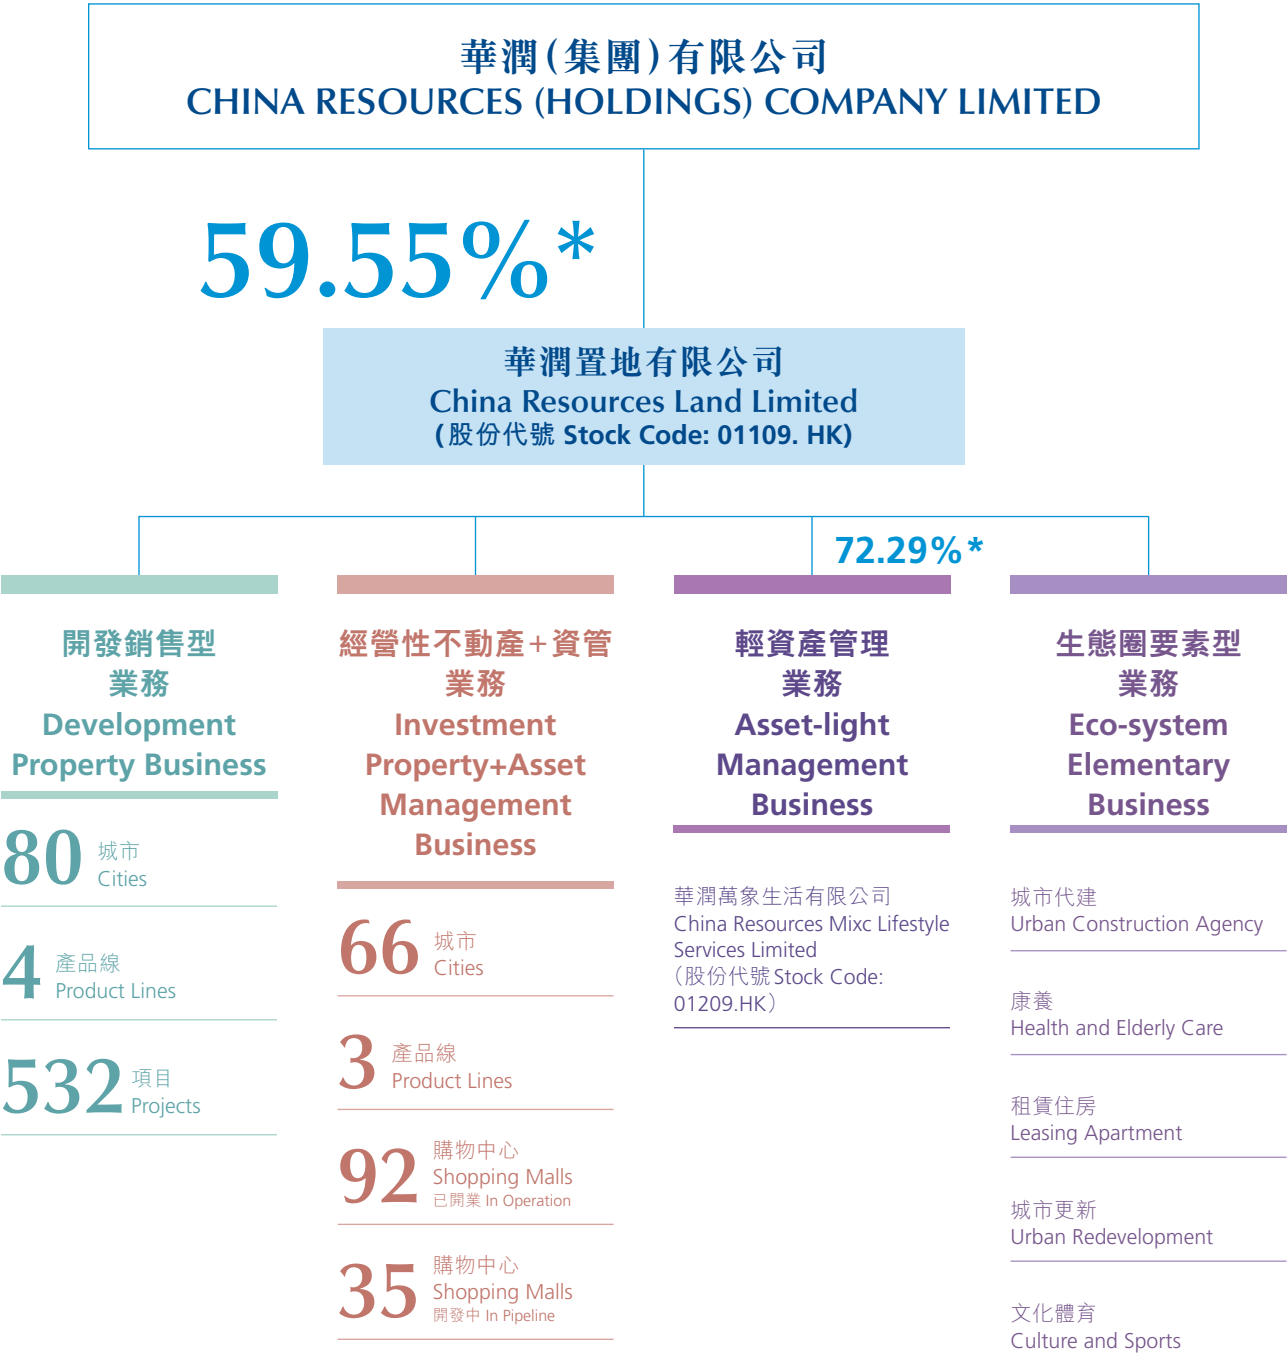 華潤(集團)有限公司
CHINA RESOURCES (HOLDINGS) COMPANY LIMITED
59.55%*
華潤置地有限公司
China Resources Land Limited
(股份代號 Stock Code: 01109. HK)
72.29%*
開發銷售型
業務
Development
Property Business
80 城市
Cities
4 產品線
Product Lines
532 項目
Projects
經營性不動產+資管
業務
Investment
Property+Asset
Management
Business
66 城市
Cities
3 產品線
Product Lines
92 購物中心
Shopping Malls
已開業 In Operation
35 購物中心
Shopping Malls
開發中 In Pipeline
輕資產管理
業務
Asset-light
Management
Business
華潤萬象生活有限公司
China Resources Mixc Lifestyle
Services Limited
（股份代號 Stock Code:
01209.HK）
生態圈要素型
業務
Eco-system
Elementary
Business
城市代建
Urban Construction Agency
康養
Health and Elderly Care
租賃住房
Leasing Apartment
城市更新
Urban Redevelopment
文化體育
Culture and Sports